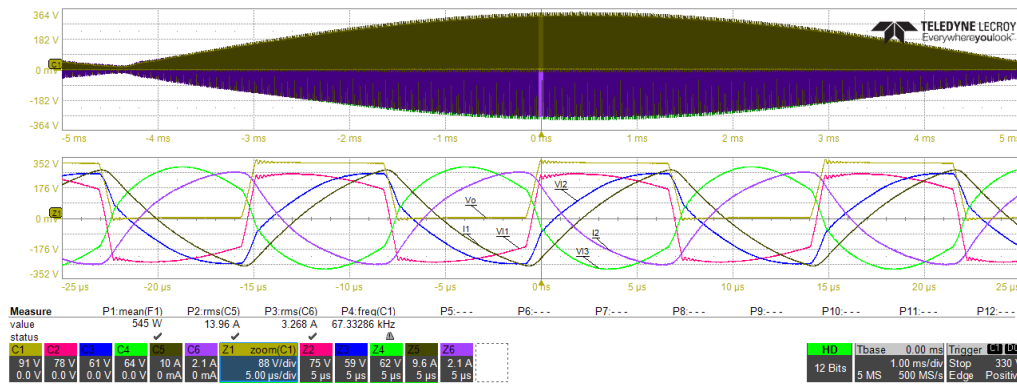 364 V
TELEDYNE LECROY
Everywhereyoulook™
182 V
C1
0 mV
-182 V
-364 V
-5 ms -4 ms -3 ms -2 ms -1 ms 0 ms 1 ms 2 ms 3 ms 4 ms 5 ms
352 V
176 V
Vl2
Vo
Z1
0 mV
I1 Vl1 I2
-176 V
Vl3
-352 V
-25 µs -20 µs -15 µs -10 µs -5 µs 0 µs 5 µs 10 µs 15 µs 20 µs 25 µs
Measure P1:mean(F1) P2:rms(C5) P3:rms(C6) P4:freq(C1) P5:- - - P6:- - - P7:- - - P8:- - - P9:- - - P10:- - - P11:- - - P12:- - -
value 545 W 13.96 A 3.268 A 67.33286 kHz
status
C1 C2 C3 C4 C5 C6 Z1 zoom(C1) Z2 Z3 Z4 Z5 Z6
91 V 78 V 61 V 64 V 10 A 2.1 A 88 V/div 75 V 59 V 62 V 9.6 A 2.1 A
0.0 V 0.0 V 0.0 V 0.0 V 0 mA 0 mA 5.00 µs/div 5 µs 5 µs 5 µs 5 µs 5 µs
HD Tbase 0.00 ms Trigger C1
12 Bits 1.00 ms/div Stop 330 V
5 MS 500 MS/s Edge Positiv